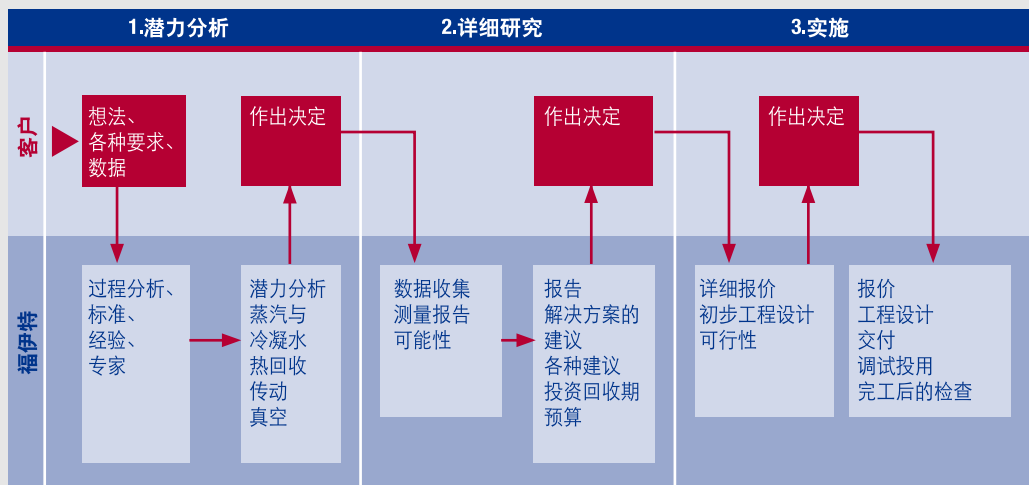 1.潜力分析
2.详细研究
3.实施
客户
想法、
各种要求、
数据
作出决定
作出决定
作出决定
福伊特
过程分析、
标准、
经验、
专家
潜力分析
蒸汽与
冷凝水
热回收
传动
真空
数据收集
测量报告
可能性
报告
解决方案的
建议
各种建议
投资回收期
预算
详细报价
初步工程设计
可行性
报价
工程设计
交付
调试投用
完工后的检查